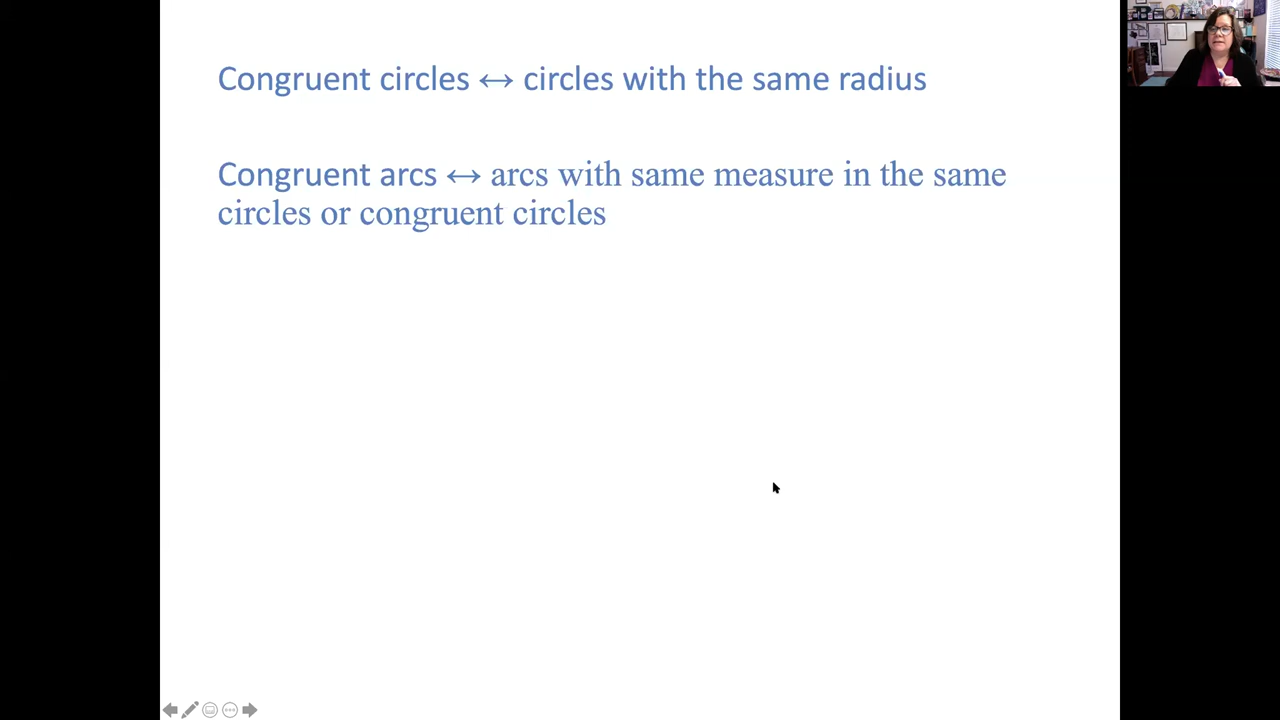 Congruent circles ↔ circles with the same radius
Congruent arcs ↔ arcs with same measure in the same
circles or congruent circles